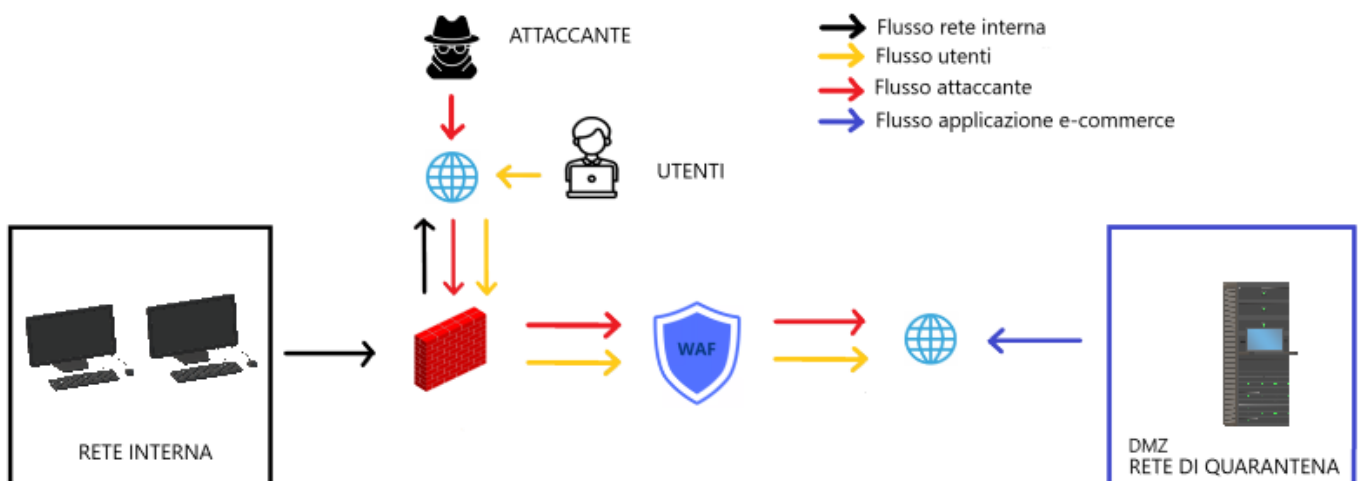 ATTACCANTE
Flusso rete interna
Flusso utenti
Flusso attaccante
Flusso applicazione e-commerce
UTENTI
WAF
RETE INTERNA
DMZ
RETE DI QUARANTENA